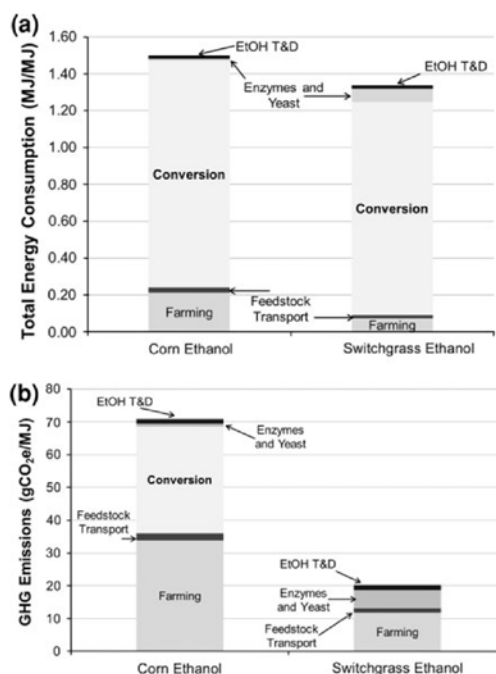 (a)
Total Energy Consumption (MJ/MJ)
1.60
1.40
1.20
1.00
0.80
0.60
0.40
0.20
0.00
EtOH T&D
Enzymes and
Yeast
EtOH T&D
Conversion
Conversion
Feedstock
Transport
Farming
Farming
Corn Ethanol
Switchgrass Ethanol
(b)
GHG Emissions (gCO₂e/MJ)
80
70
60
50
40
30
20
10
0
EtOH T&D
Enzymes
and Yeast
Conversion
Feedstock
Transport
Farming
EtOH T&D
Enzymes
and Yeast
Feedstock
Transport
Farming
Corn Ethanol
Switchgrass Ethanol